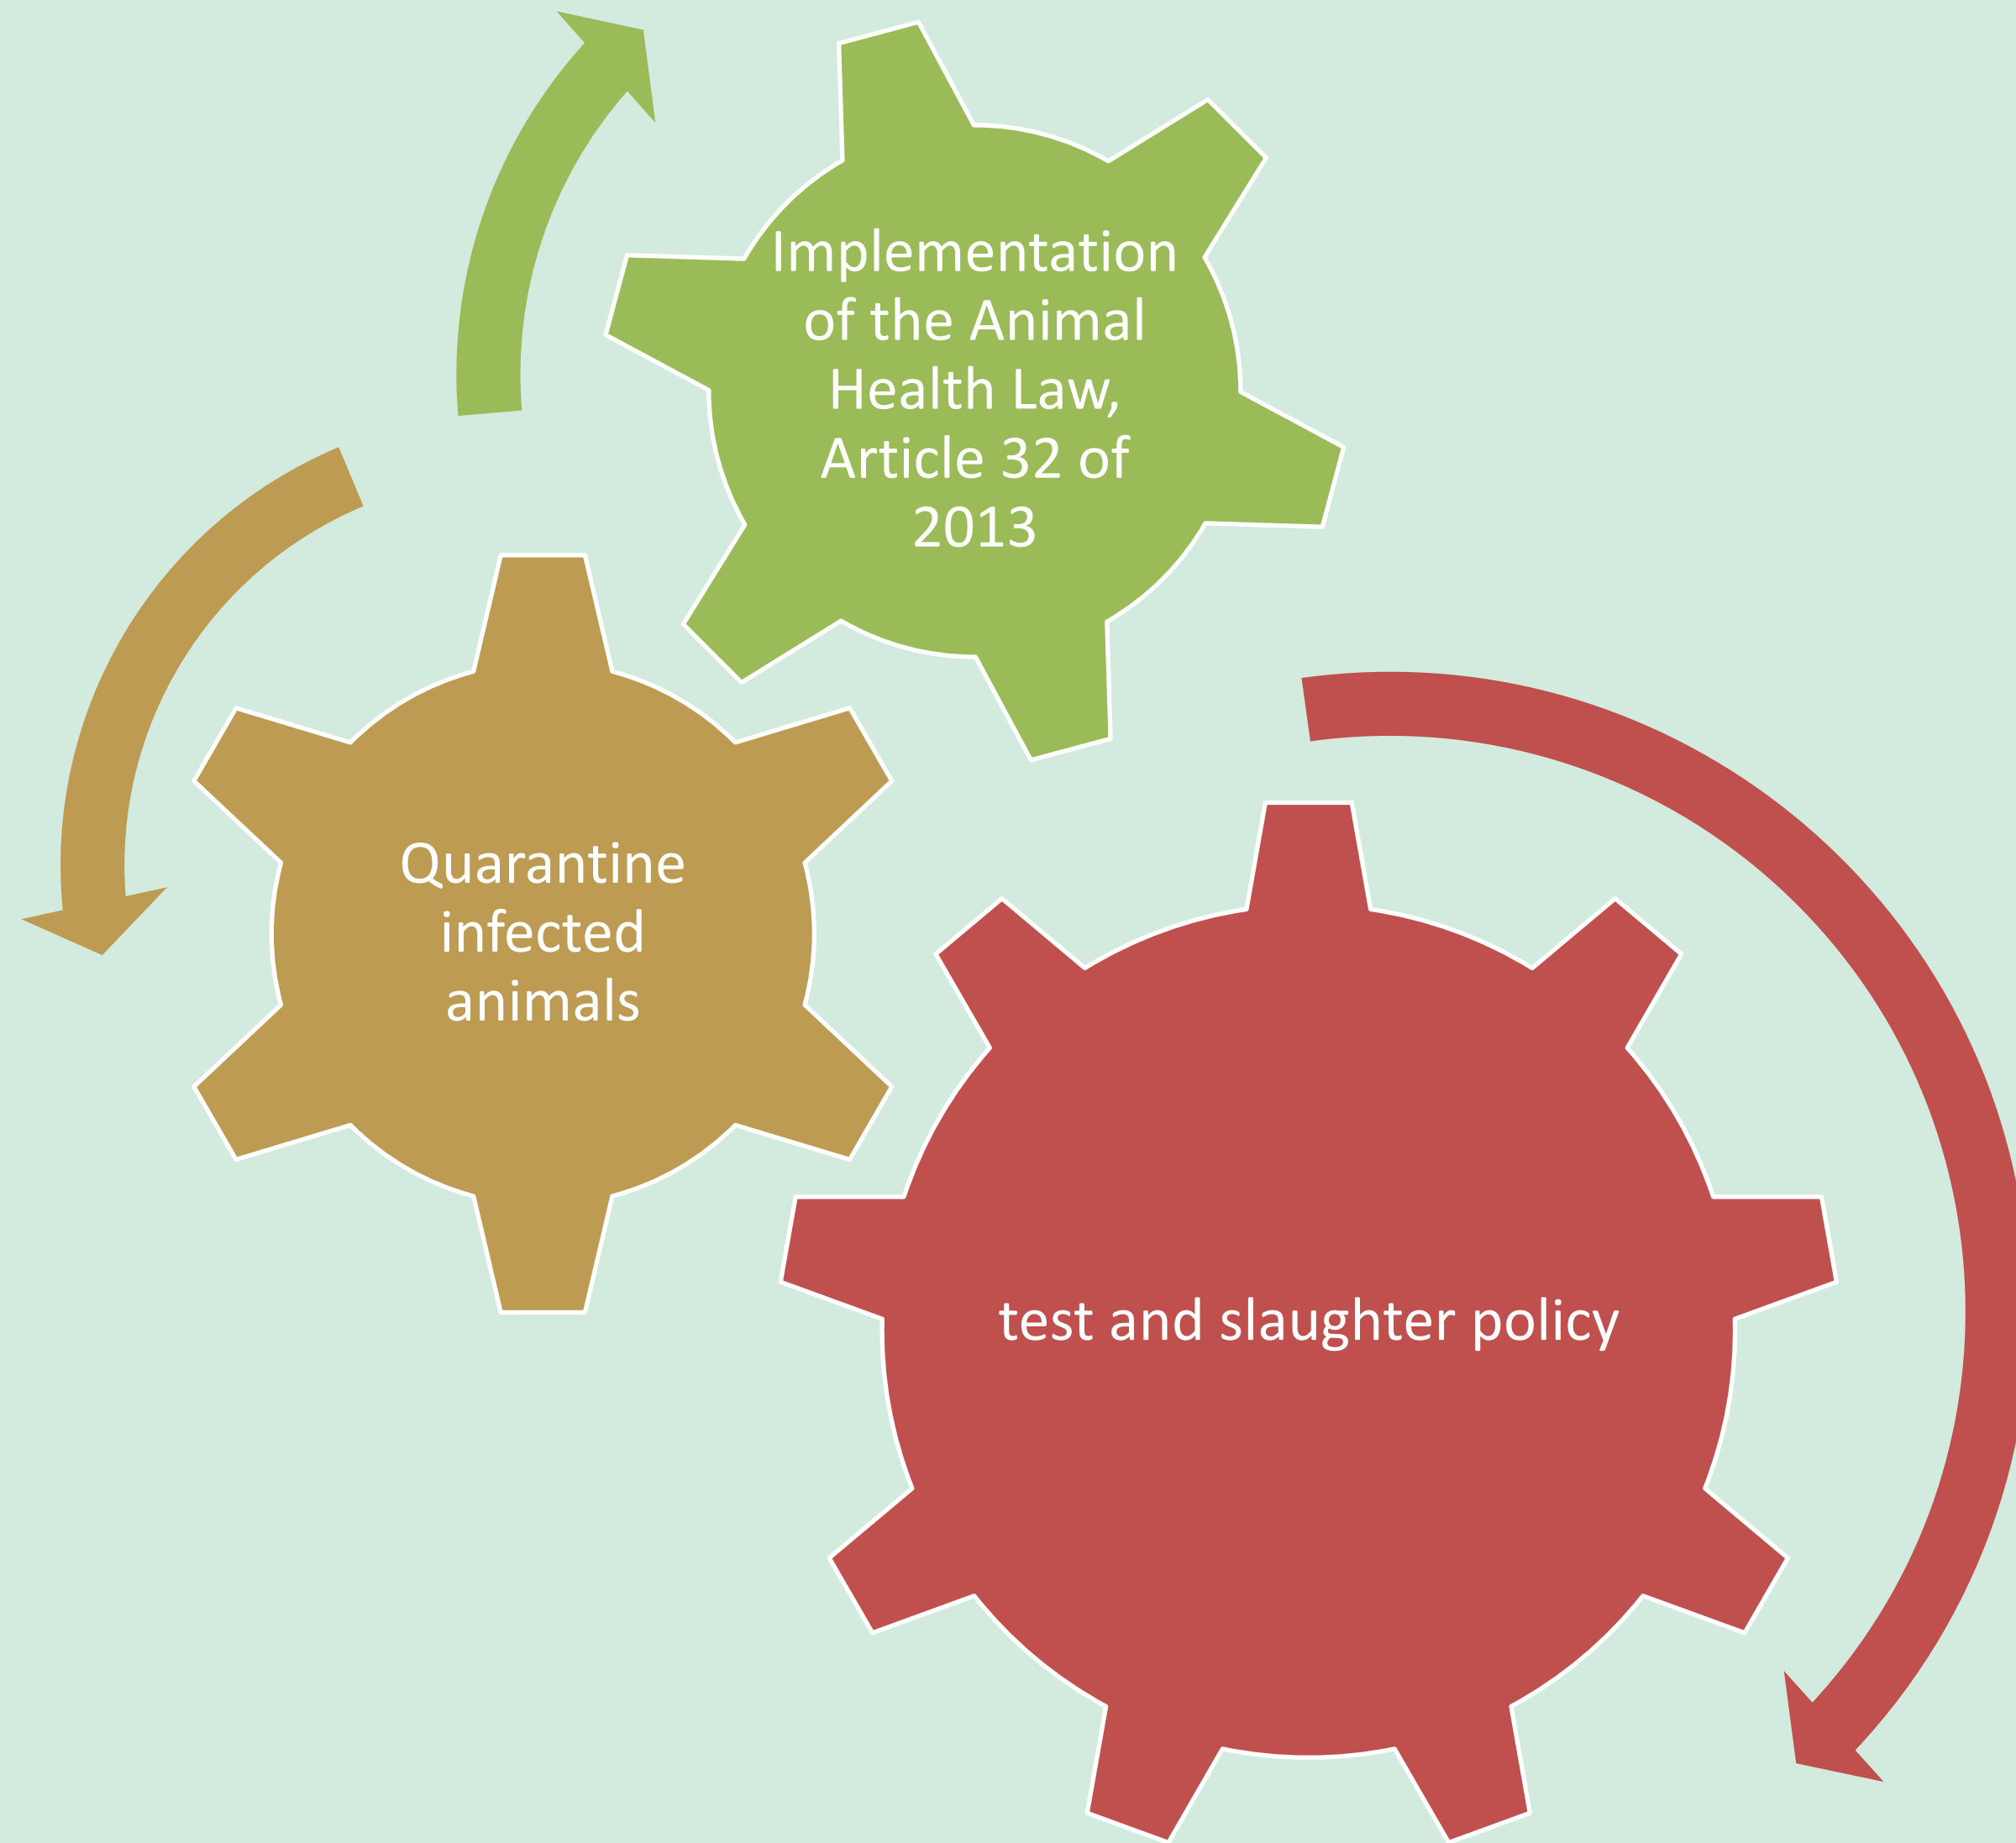 Implementation
of the Animal
Health Law,
Article 32 of
2013
Quarantine
infected
animals
test and slaughter policy